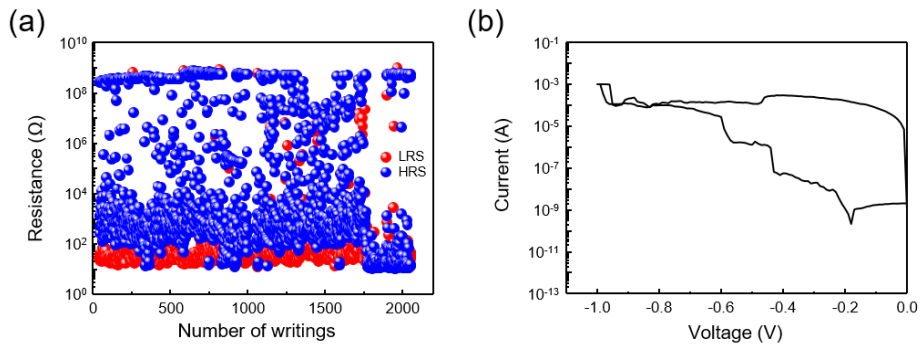 (a)
Resistance (Ω)
10^10
10^8
10^6
10^4
10^2
10^0
LRS
HRS
0 500 1000 1500 2000
Number of writings
(b)
Current (A)
10^-1
10^-3
10^-5
10^-7
10^-9
10^-11
10^-13
-1.0 -0.8 -0.6 -0.4 -0.2 0.0
Voltage (V)